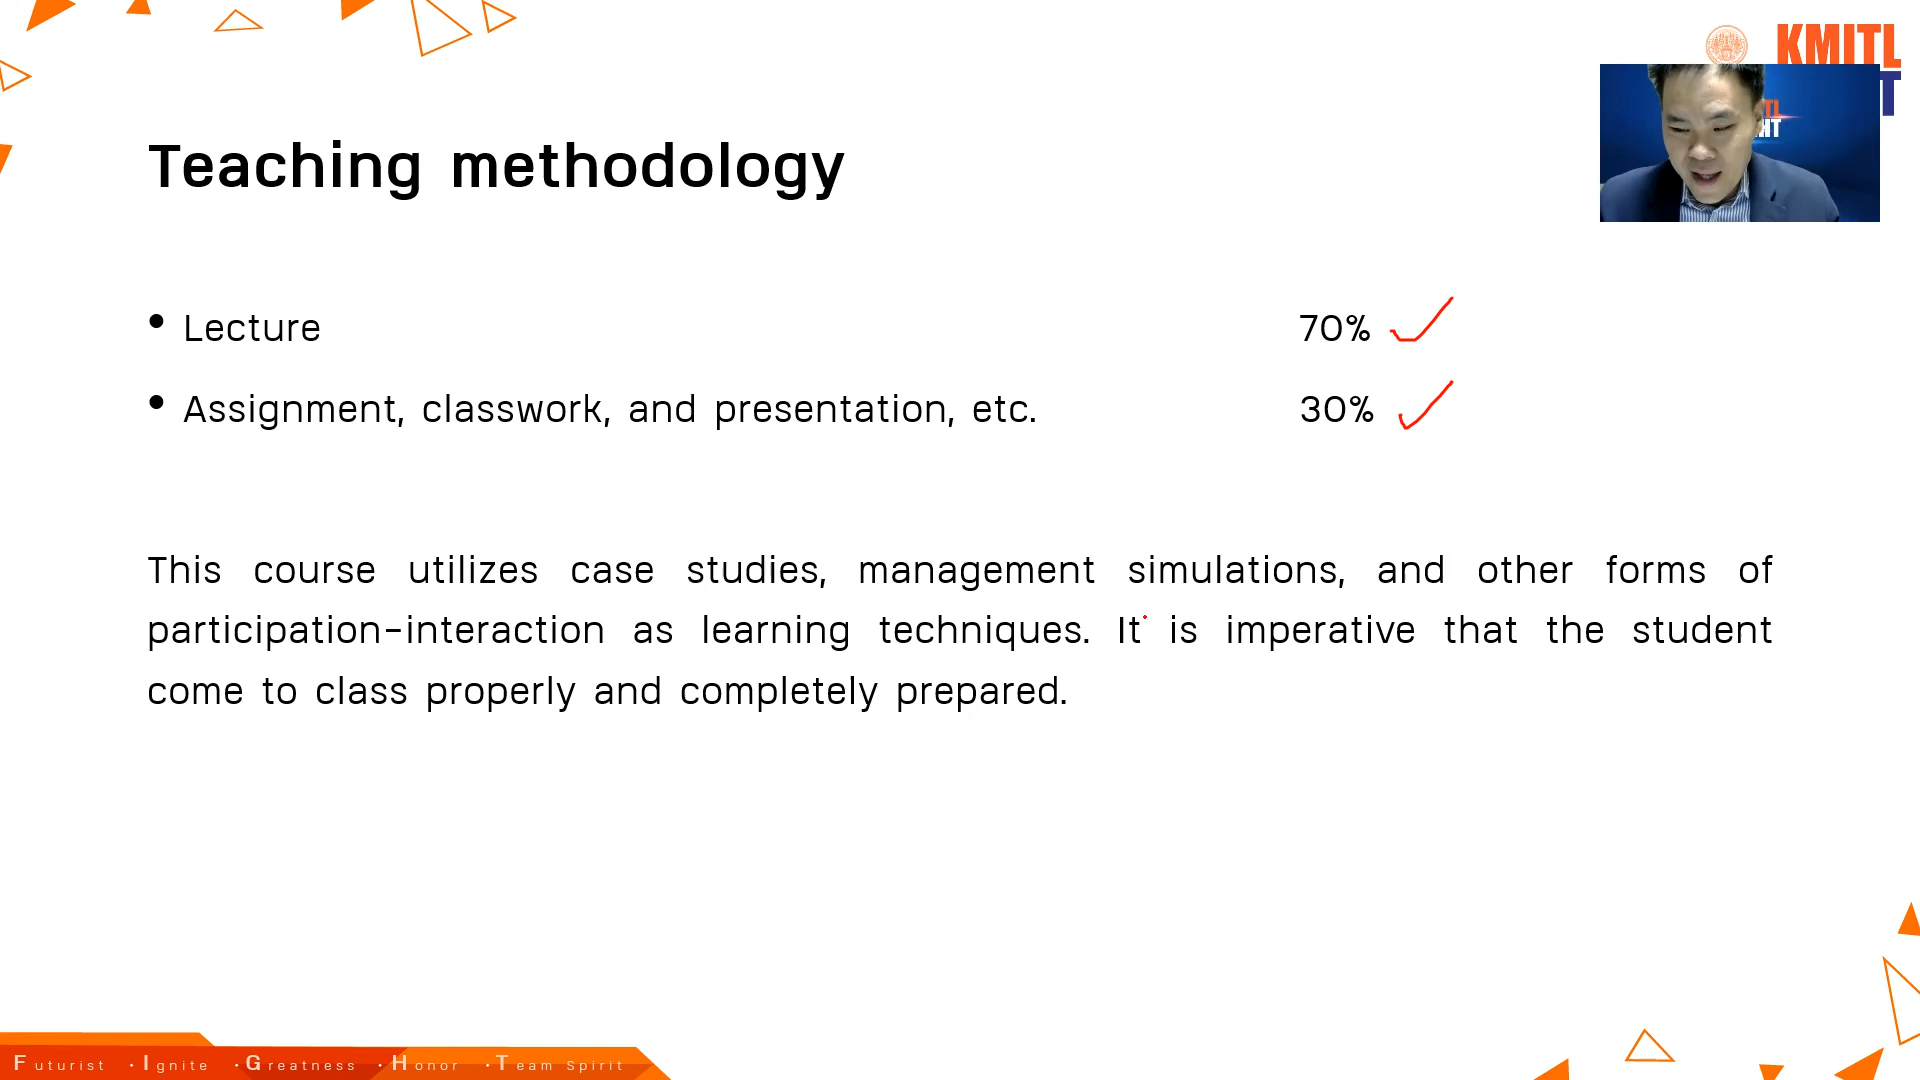 KMITL
Teaching methodology
• Lecture 70%
• Assignment, classwork, and presentation, etc. 30%
This course utilizes case studies, management simulations, and other forms of
participation-interaction as learning techniques. It is imperative that the student
come to class properly and completely prepared.
Futurist •Ignite •Greatness •Honor •Team Spirit